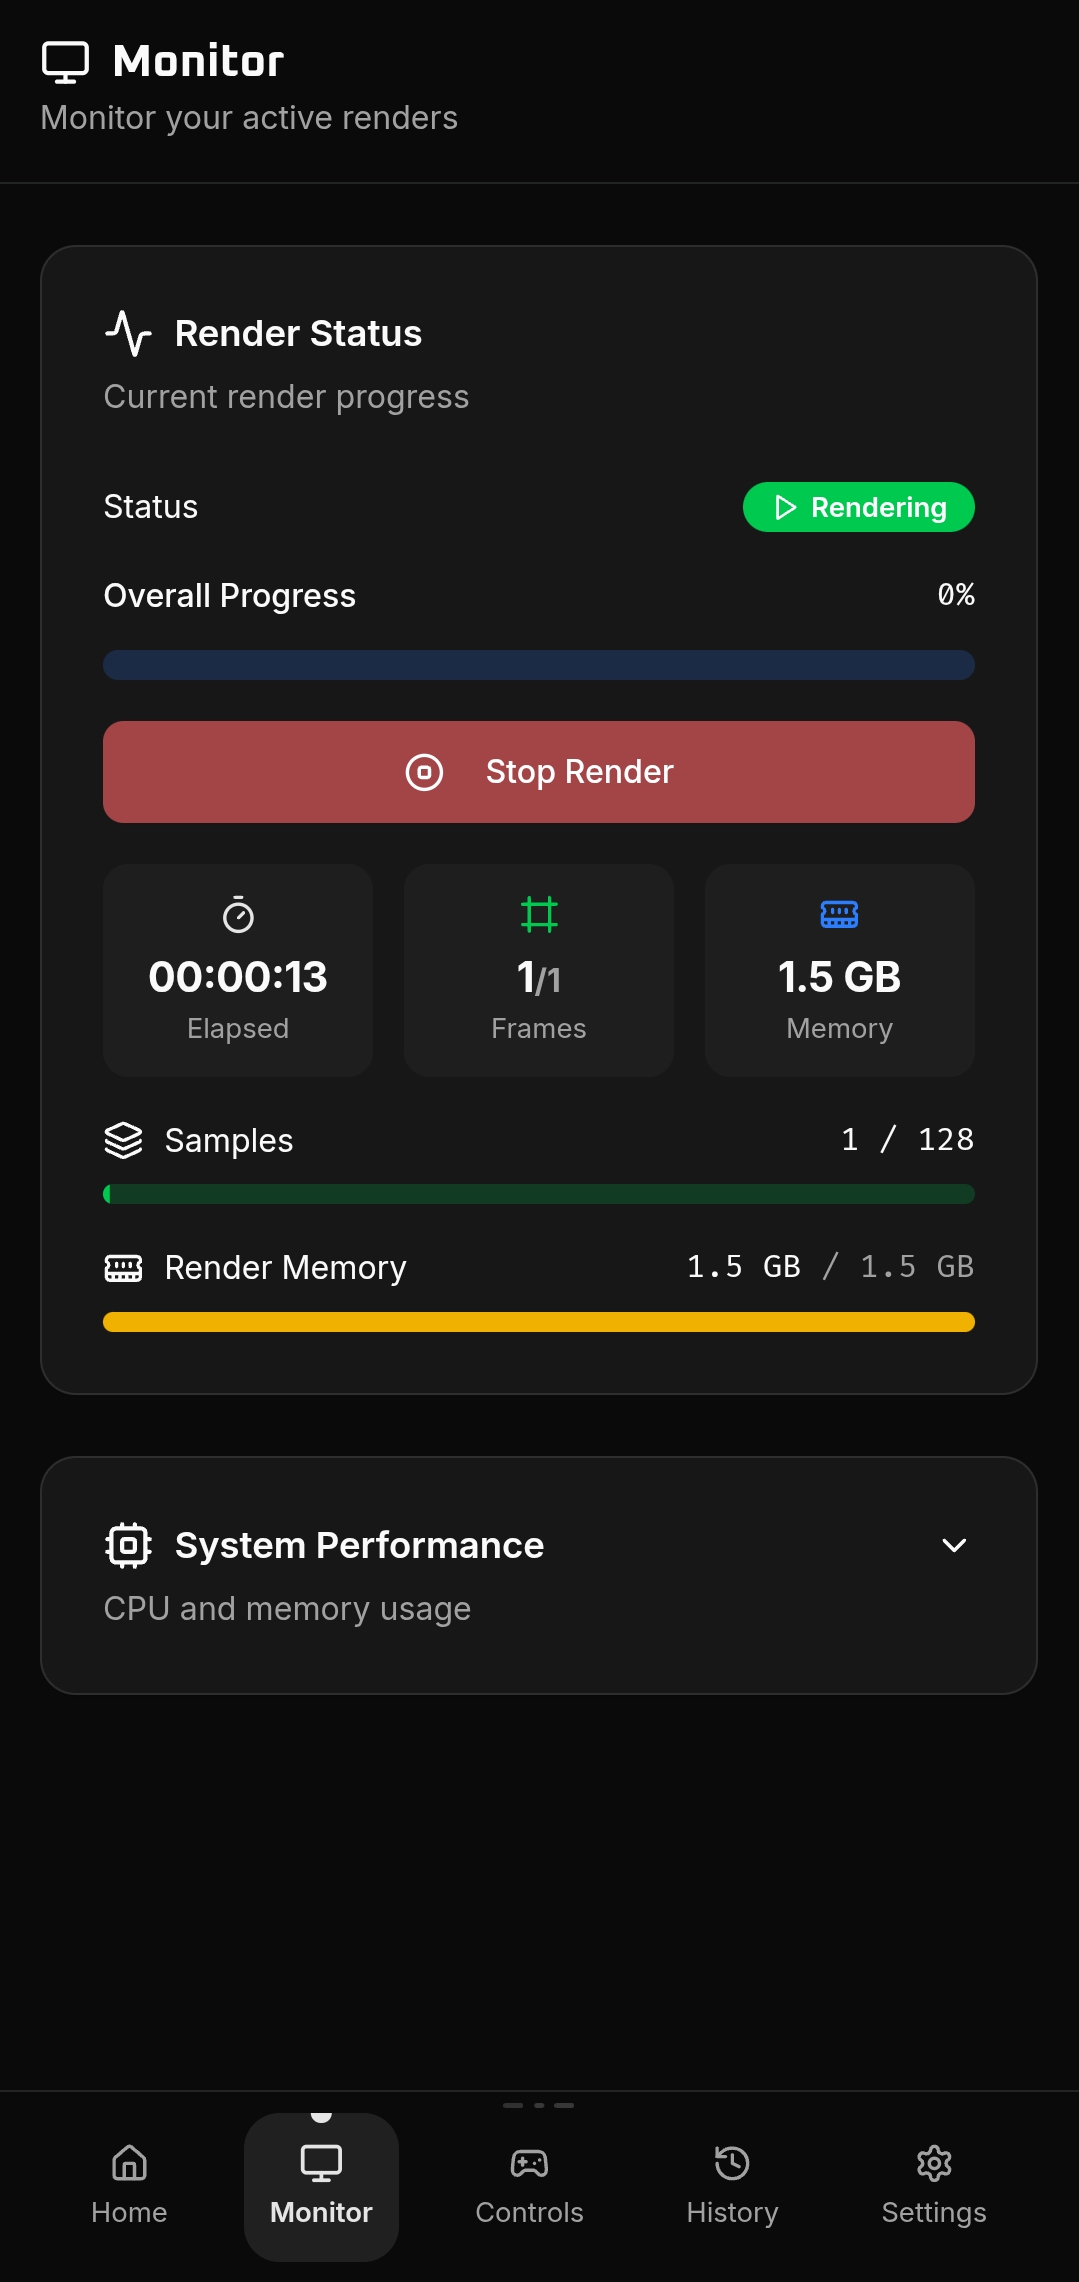 Monitor
Monitor your active renders
Render Status
Current render progress
Status
Rendering
Overall Progress
0%
Stop Render
00:00:13
Elapsed
1/1
Frames
1.5 GB
Memory
Samples
1 / 128
Render Memory
1.5 GB / 1.5 GB
System Performance
CPU and memory usage
Home
Monitor
Controls
History
Settings